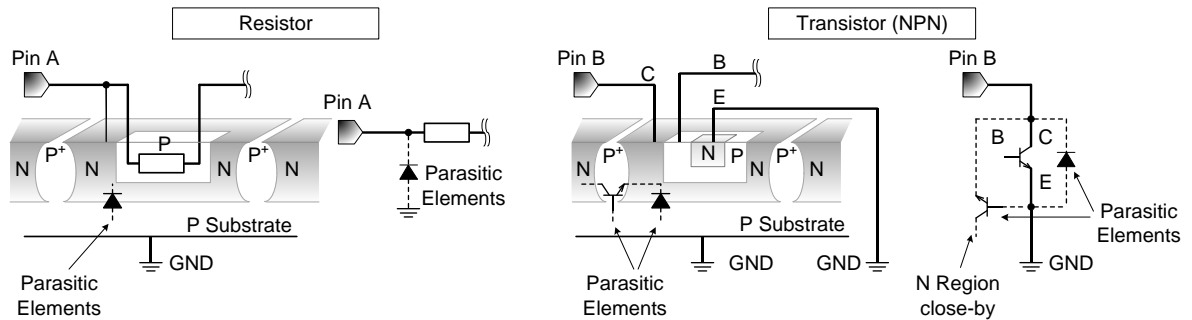 Resistor
Pin A
N
P+
N
P
N
P+
N
Parasitic
Elements
P Substrate
GND
Pin A
Parasitic
Elements
Transistor (NPN)
Pin B
C
B
E
N
P+
N
N
P
N
P+
N
P Substrate
Parasitic
Elements
GND
GND
Pin B
B
C
E
Parasitic
Elements
N Region
close-by
GND